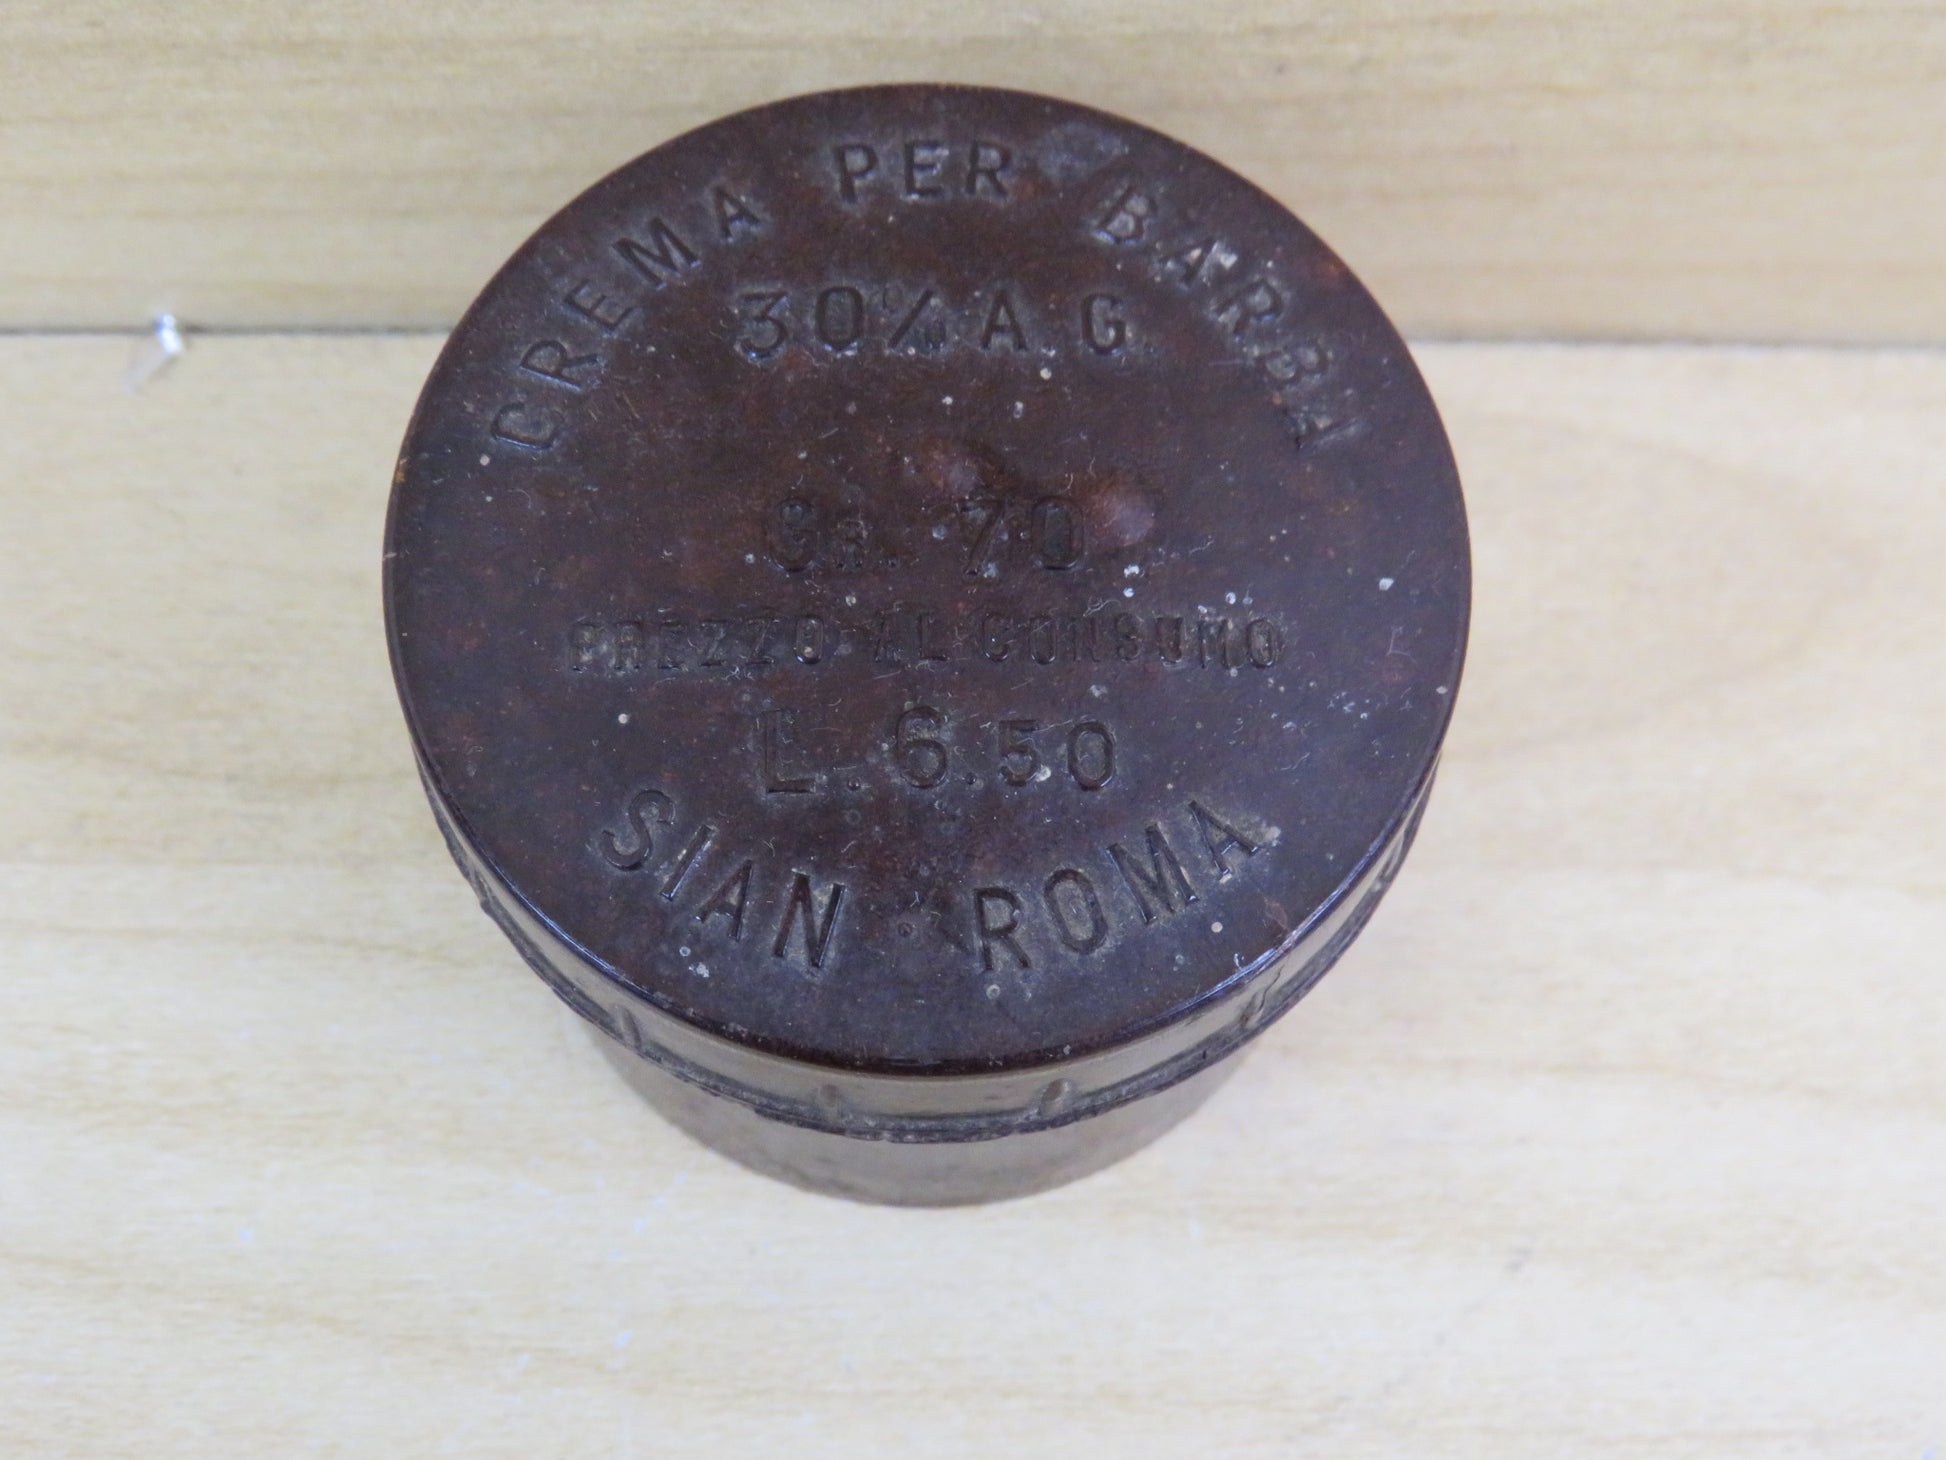 CREMA PER BARBA
30% A.G.
GR. 70
PREZZO AL CONSUMO
L. 6.50
SIAN ROMA